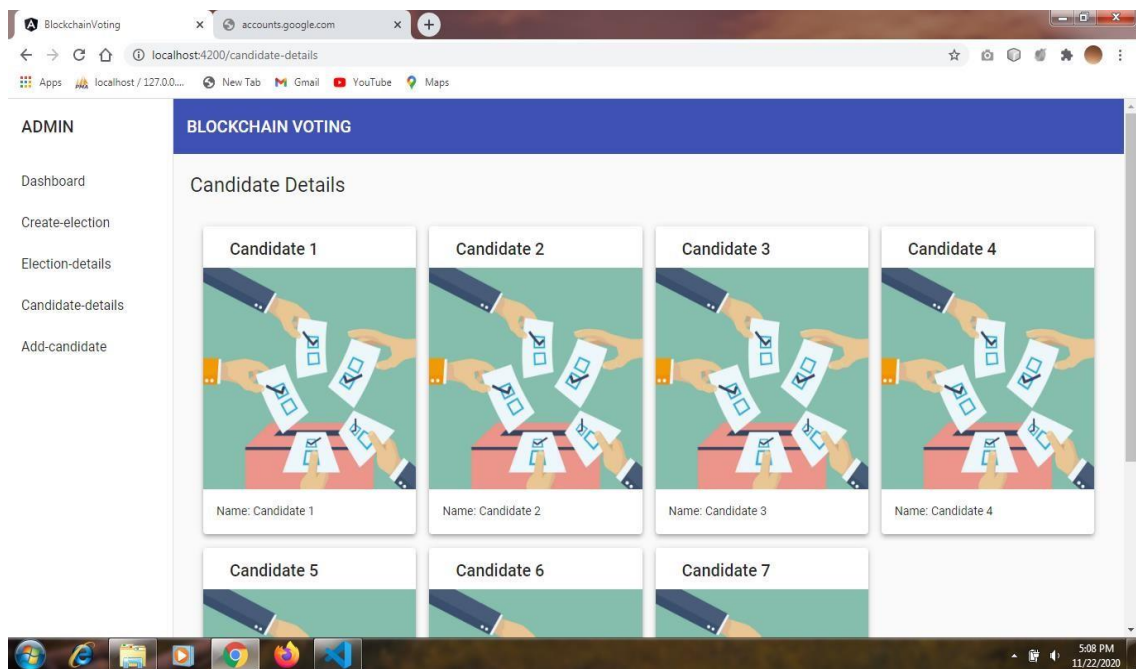 BlockchainVoting
accounts.google.com
localhost:4200/candidate-details
Apps localhost / 127.0.0.... New Tab Gmail YouTube Maps
ADMIN
BLOCKCHAIN VOTING
Dashboard
Create-election
Election-details
Candidate-details
Add-candidate
Candidate Details
Candidate 1 Candidate 2 Candidate 3 Candidate 4
Name: Candidate 1 Name: Candidate 2 Name: Candidate 3 Name: Candidate 4
Candidate 5 Candidate 6 Candidate 7
5:08 PM
11/22/2020